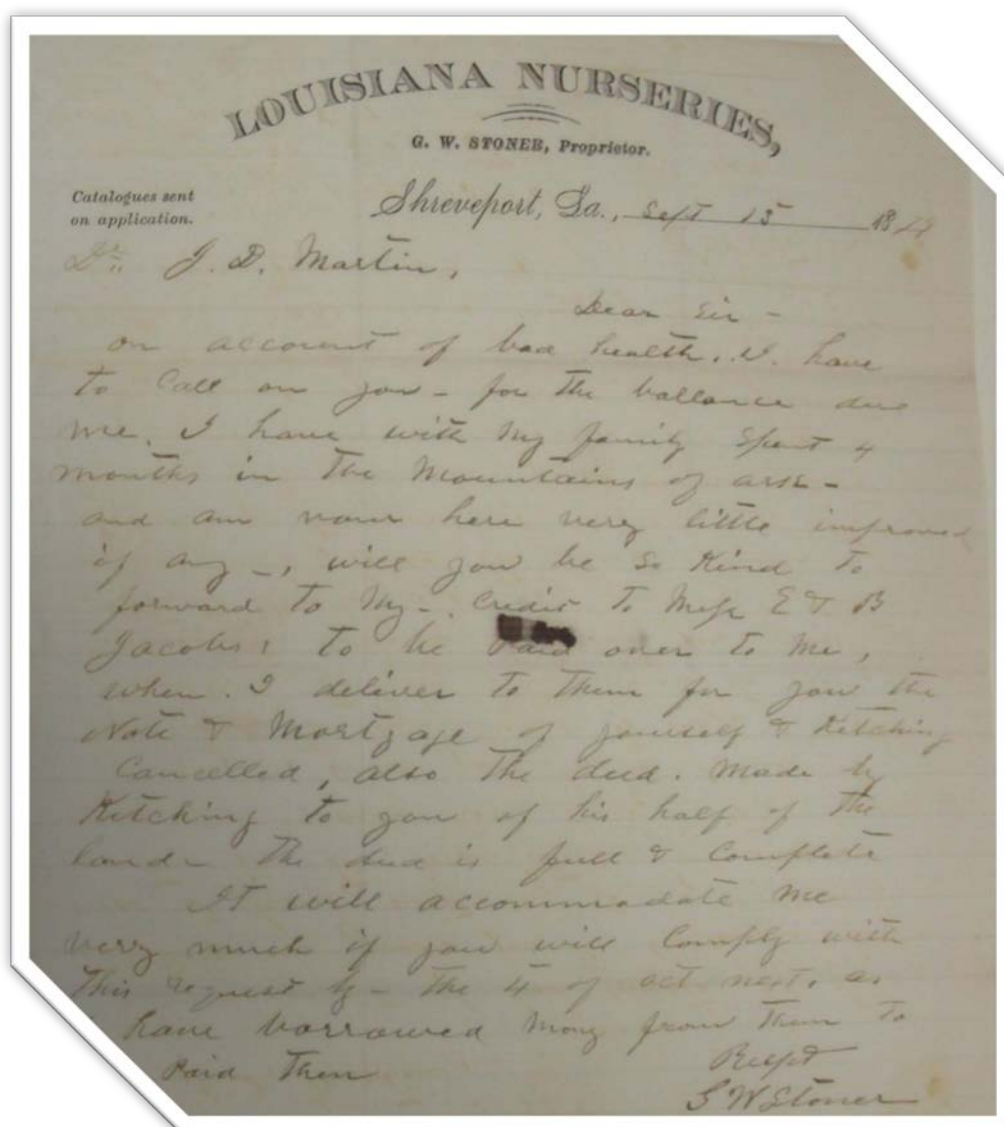 LOUISIANA NURSERIES,
G. W. STONER, Proprietor.
Catalogues sent
on application.
Shreveport, La., Sept 15 18
Dr. J. D. Martin,
Dear Sir -
on account of bad health, I have
to Call on you - for the ballance due
me. I have with my family Spent 4
months in the Mountains of ark -
and am now here very little improved
if any -, will you be so Kind to
forward to my - Credit to Mess E & B
Jacobs, to be paid over to me,
when . I deliver to them for you the
Note & Mortgage of yourself & Kitching
Cancelled, also the deed . made by
Kitching to you of his half of the
land - the deed is full & Complete
It will accommodate me
very much if you will Comply with
this request by - the 4 of oct next. as
have borrowed mony from them to
Paid Then
Respt
G W Stoner